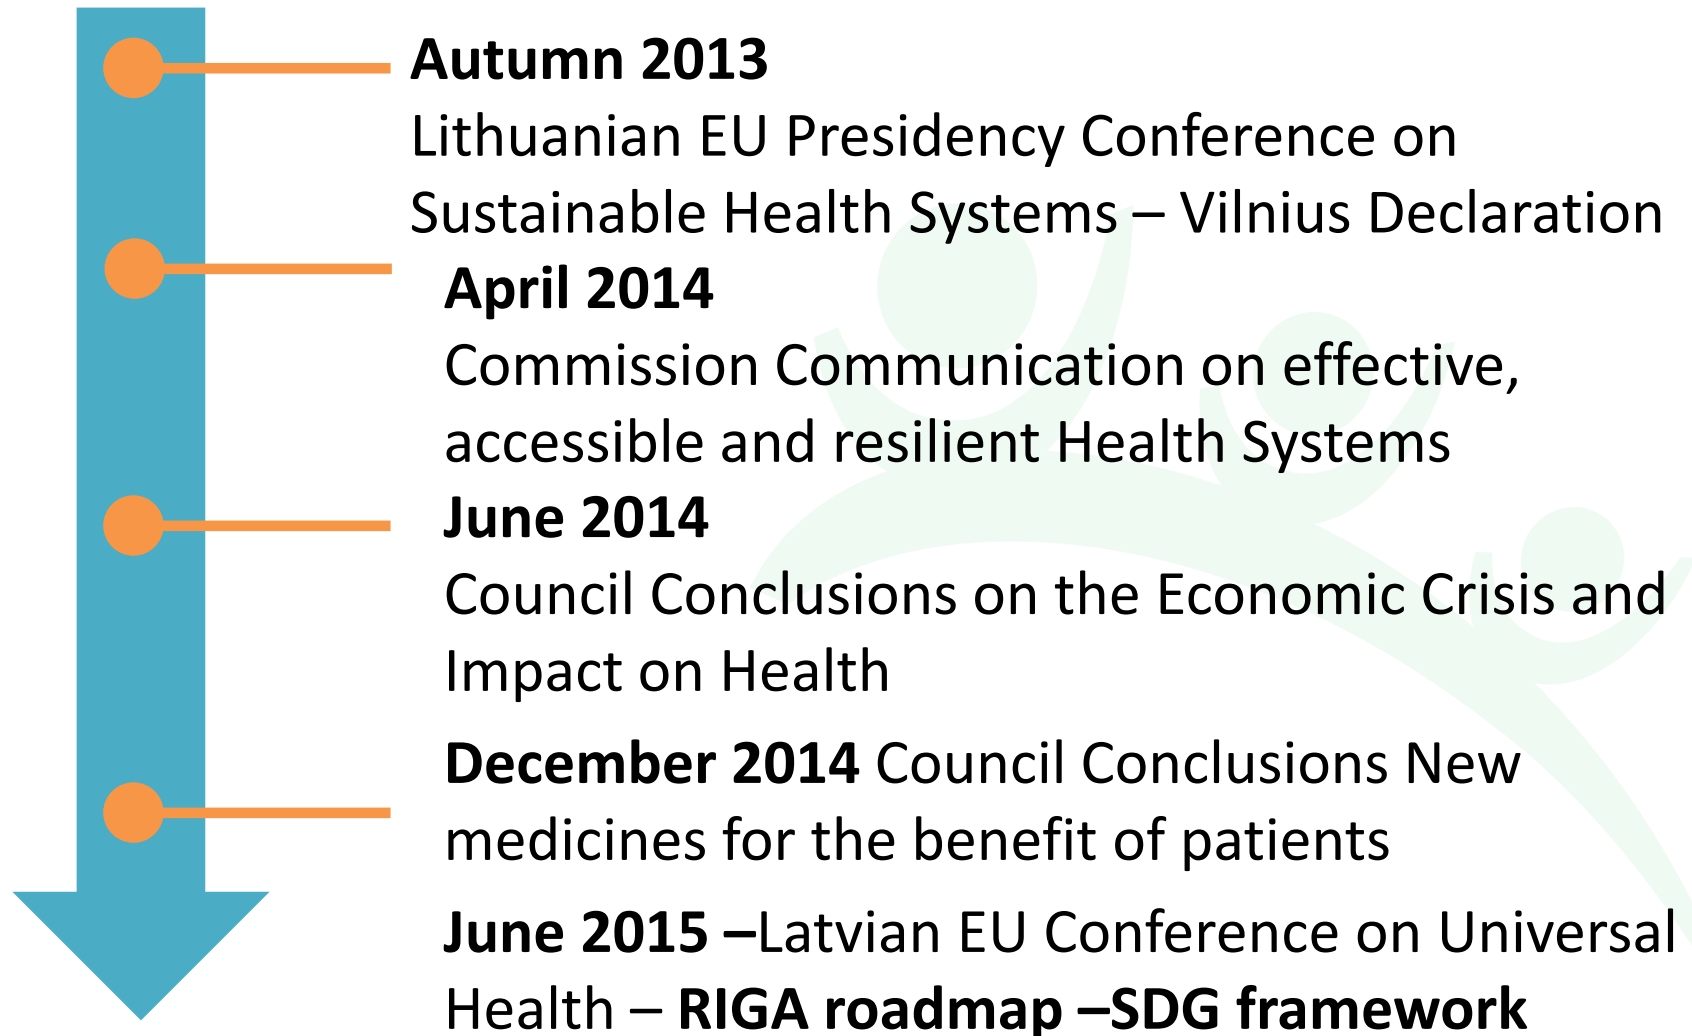 Autumn 2013
Lithuanian EU Presidency Conference on
Sustainable Health Systems – Vilnius Declaration
April 2014
Commission Communication on effective,
accessible and resilient Health Systems
June 2014
Council Conclusions on the Economic Crisis and
Impact on Health
December 2014 Council Conclusions New
medicines for the benefit of patients
June 2015 –Latvian EU Conference on Universal
Health – RIGA roadmap –SDG framework